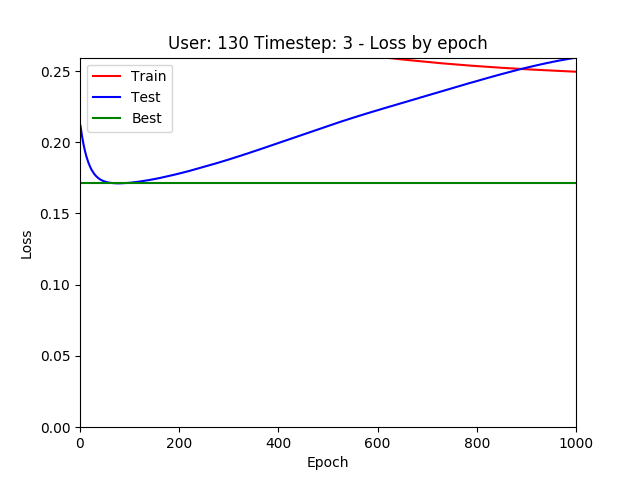 User: 130 Timestep: 3 - Loss by epoch
Train
Test
Best
0.25
0.20
0.15
0.10
0.05
0.00
Loss
0 200 400 600 800 1000
Epoch